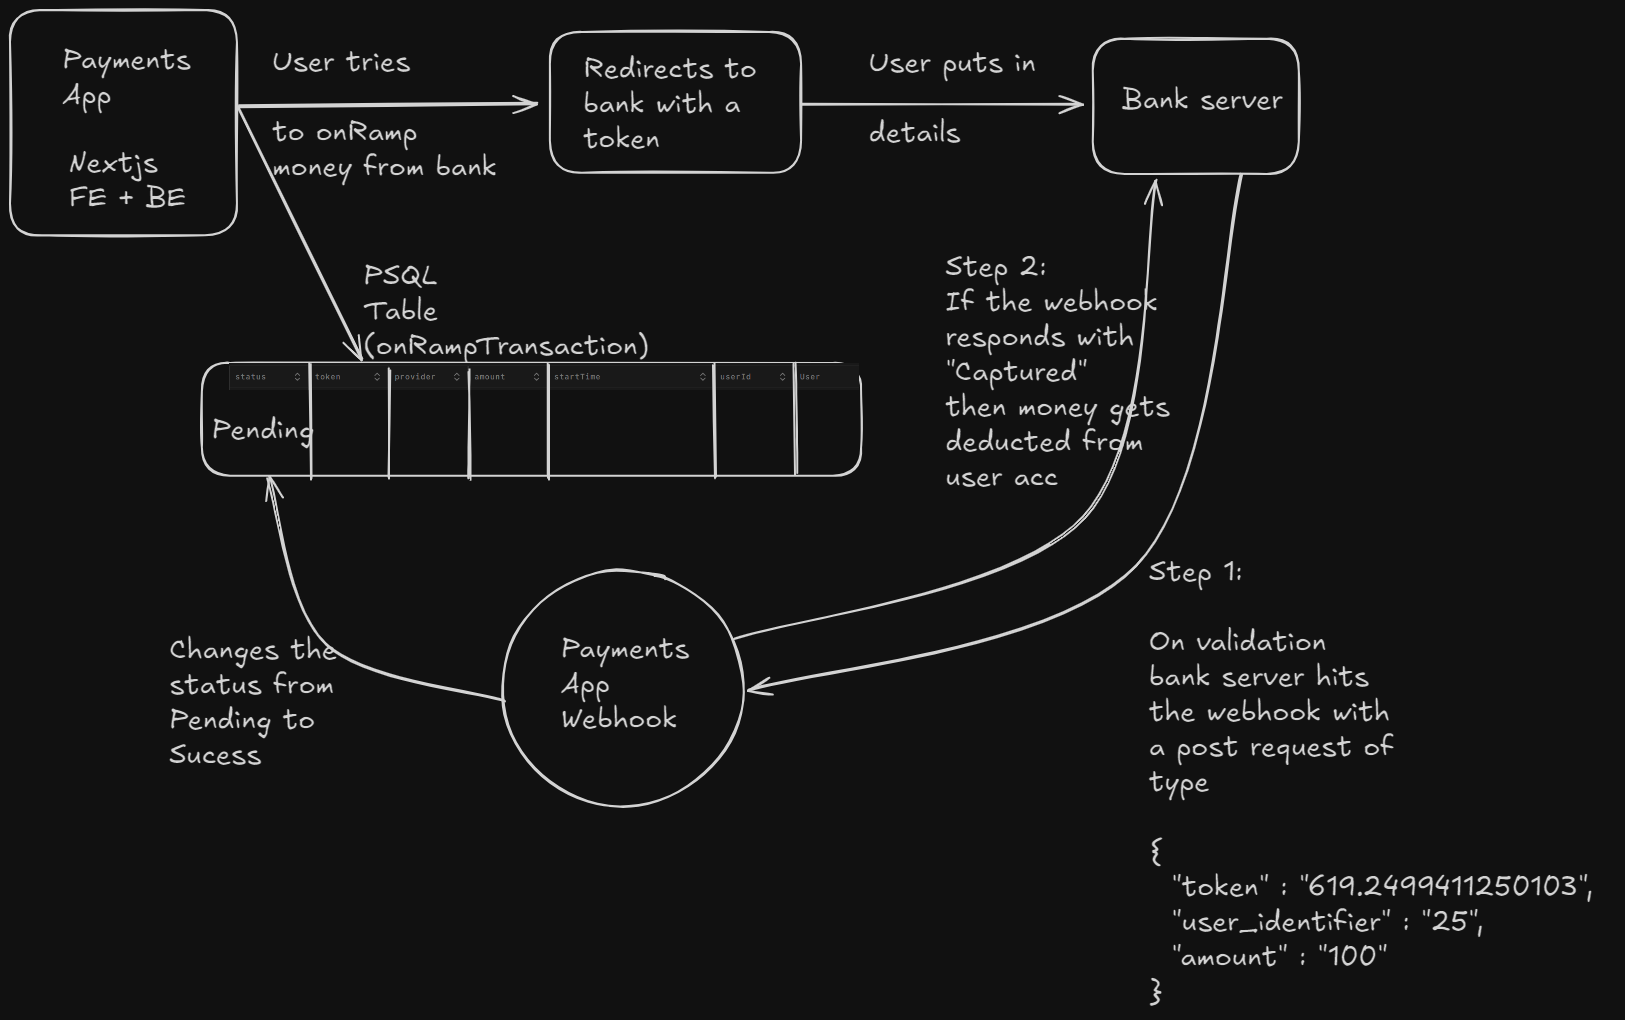 Payments
App
Nextjs
FE + BE
User tries
to onRamp
money from bank
Redirects to
bank with a
token
User puts in
details
Bank server
PSQL
Table
(onRampTransaction)
status
token
provider
amount
startTime
userId
User
Pending
Step 2:
If the webhook
responds with
"Captured"
then money gets
deducted from
user acc
Changes the
status from
Pending to
Sucess
Payments
App
Webhook
Step 1:
On validation
bank server hits
the webhook with
a post request of
type
{
"token" : "619.2499411250103",
"user_identifier" : "25",
"amount" : "100"
}